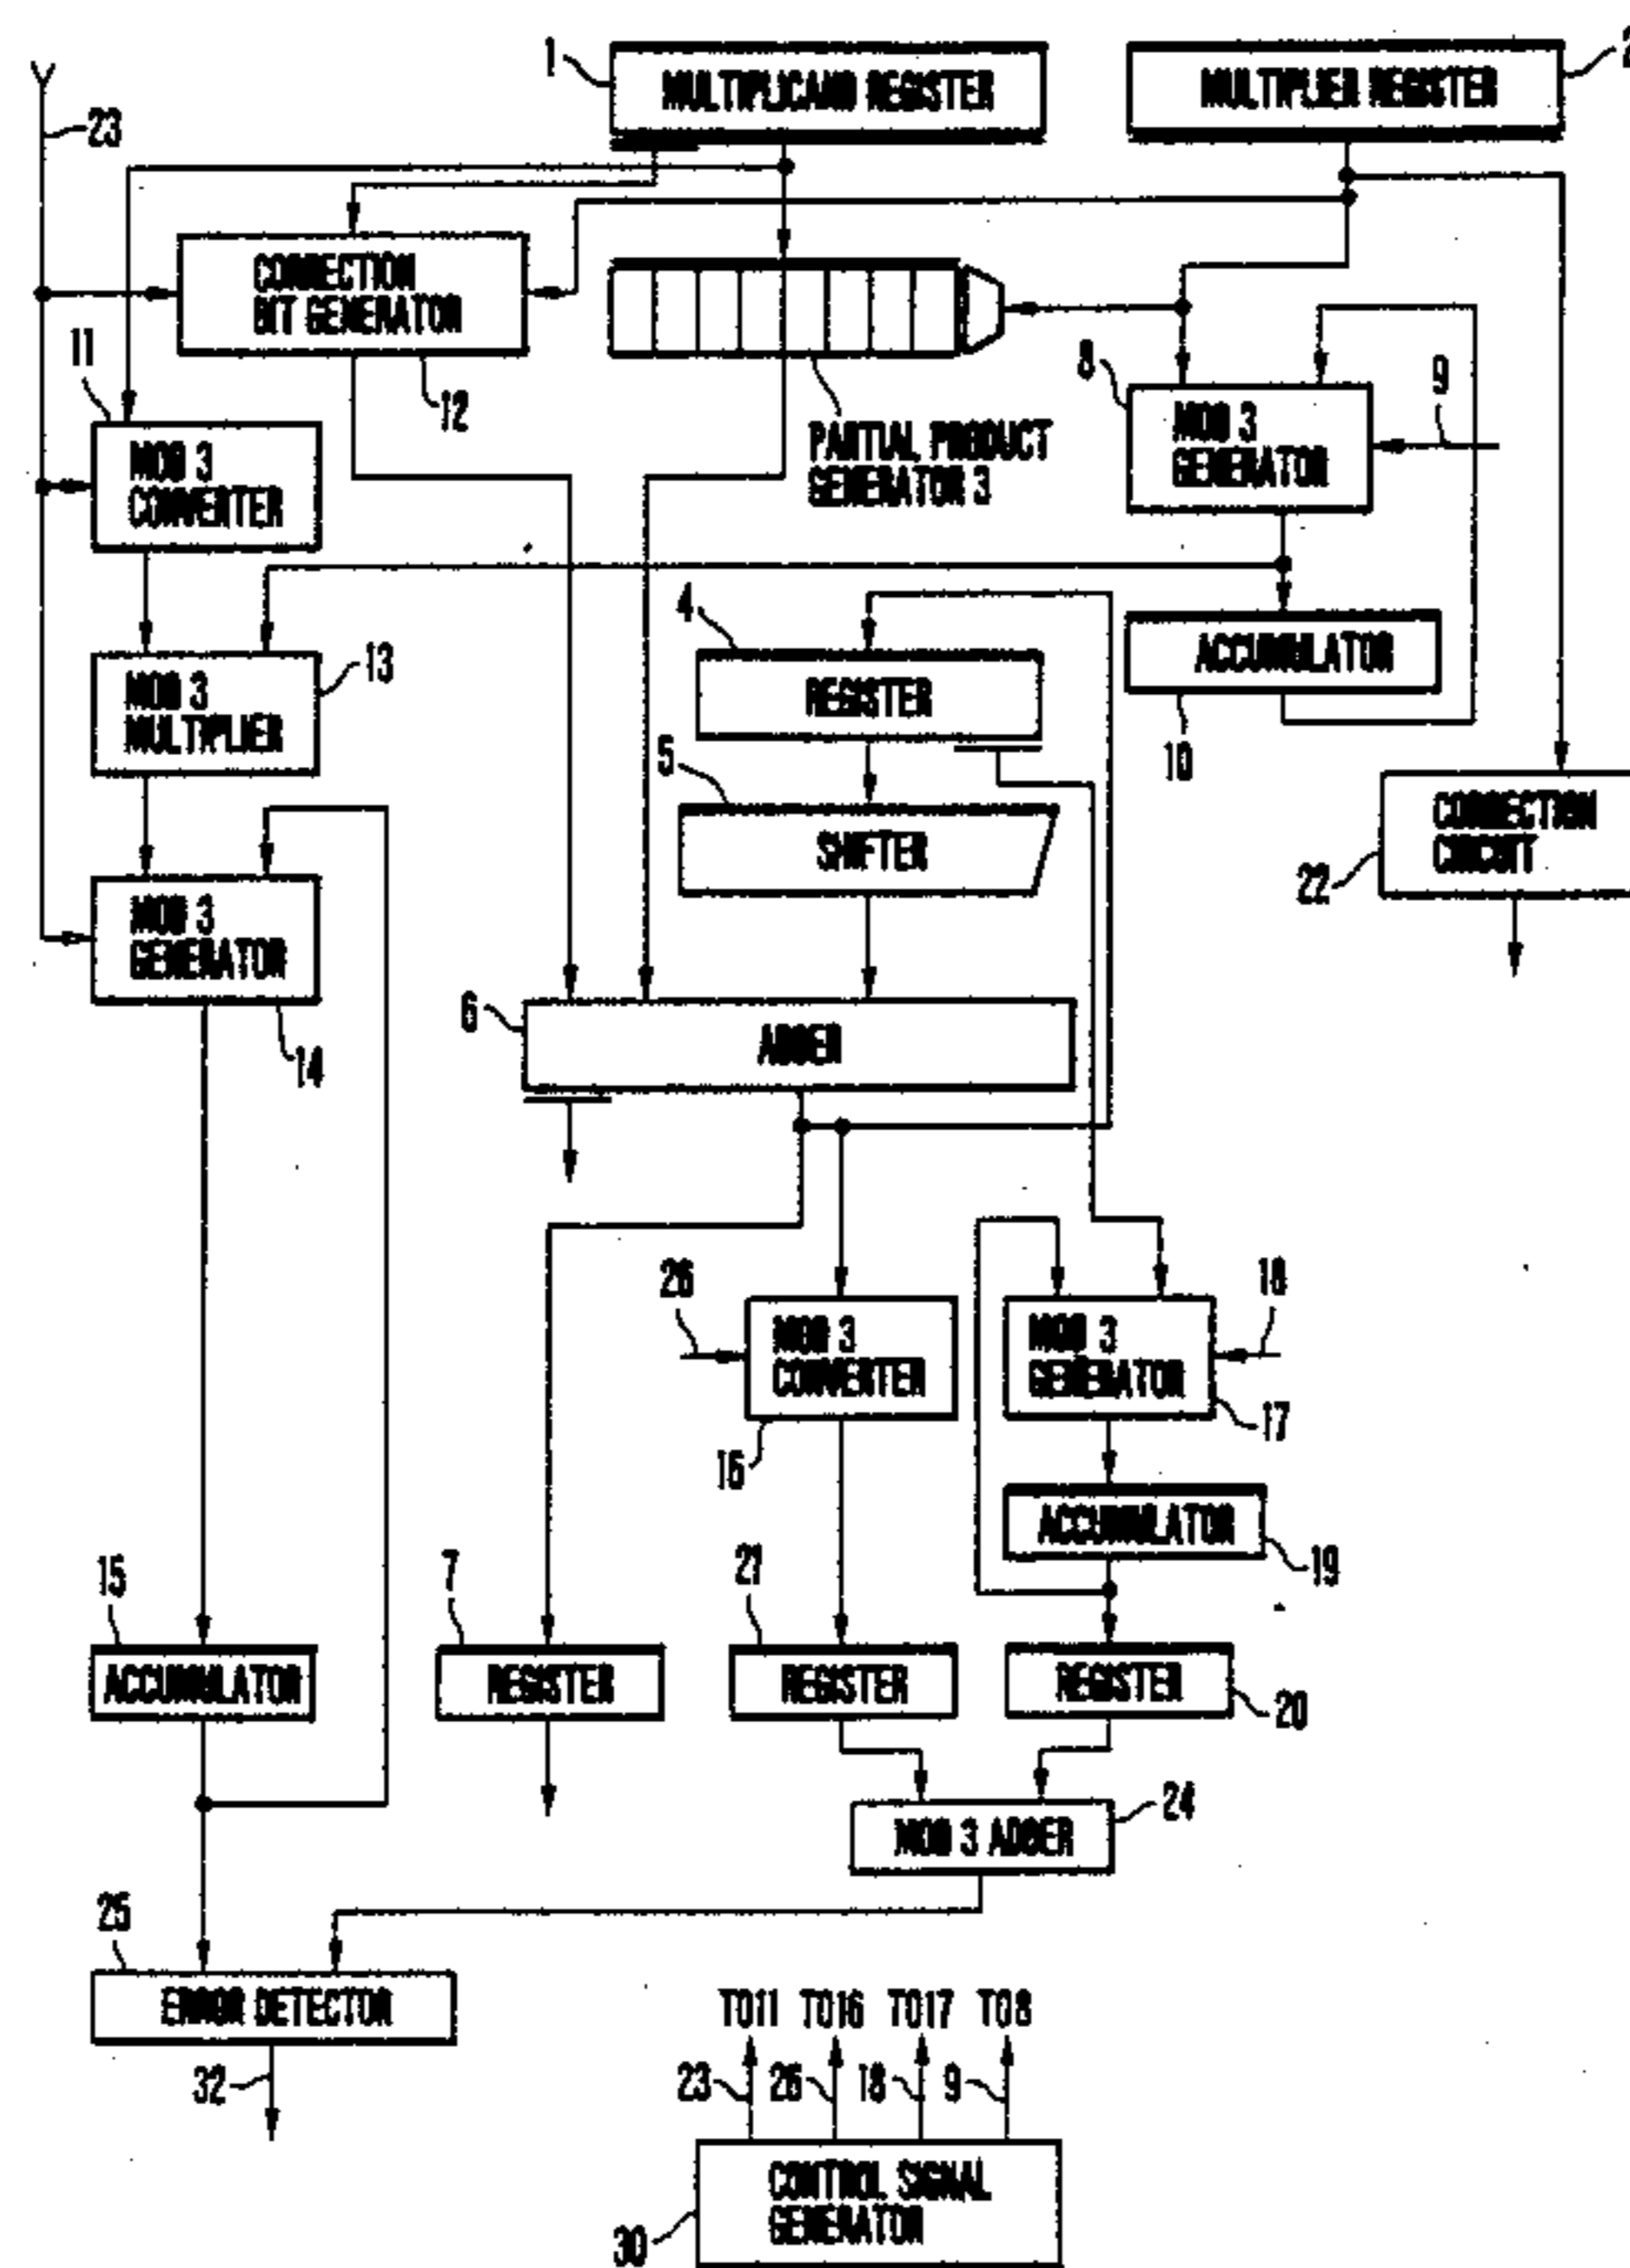 1
MULTIPLICAND REGISTER
MULTIPLIER REGISTER
2
23
CORRECTION
BIT GENERATOR
11
12
8
9
MOD 3
CONVERTER
PARTIAL PRODUCT
GENERATOR 3
MOD 3
GENERATOR
4
13
MOD 3
MULTIPLIER
REGISTER
ACCUMULATOR
5
10
SHIFTER
CORRECTION
CIRCUIT
22
MOD 3
GENERATOR
6
ADDER
14
26
18
MOD 3
CONVERTER
MOD 3
GENERATOR
16
17
ACCUMULATOR
19
15
7
21
ACCUMULATOR
REGISTER
REGISTER
REGISTER
20
24
MOD 3 ADDER
25
ERROR DETECTOR
TO11 TO16 TO17 TO8
32
23
26
18
9
CONTROL SIGNAL
GENERATOR
30